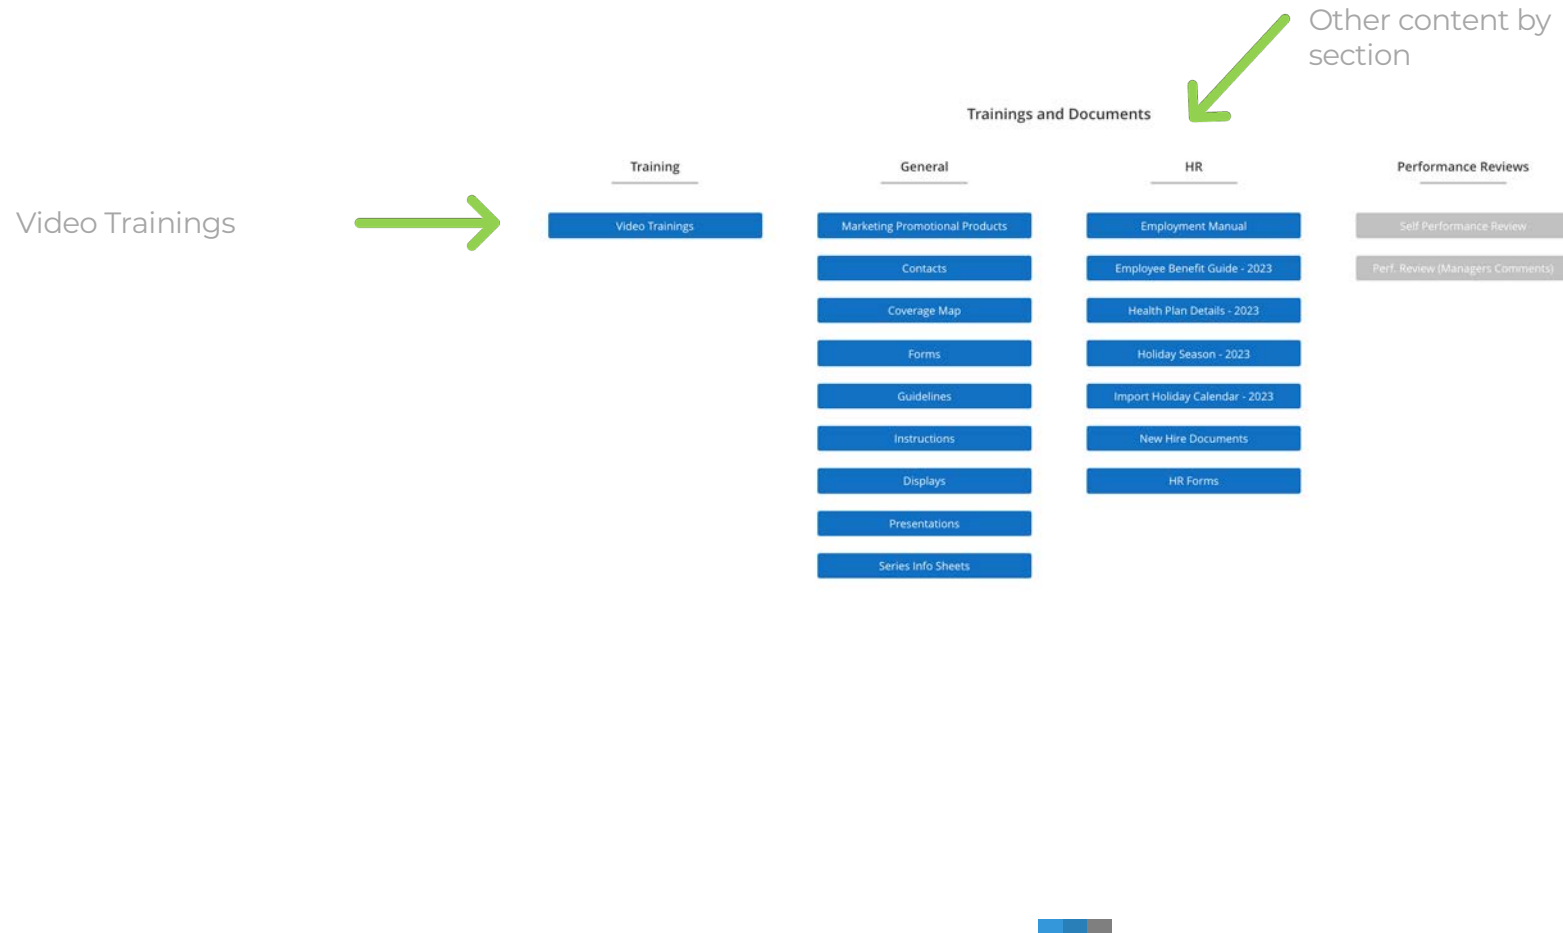 Other content by
section
Trainings and Documents
Training
General
HR
Performance Reviews
Video Trainings
Video Trainings
Marketing Promotional Products
Employment Manual
Self Performance Review
Contacts
Employee Benefit Guide - 2023
Perf. Review (Managers Comments)
Coverage Map
Health Plan Details - 2023
Forms
Holiday Season - 2023
Guidelines
Import Holiday Calendar - 2023
Instructions
New Hire Documents
Displays
HR Forms
Presentations
Series Info Sheets